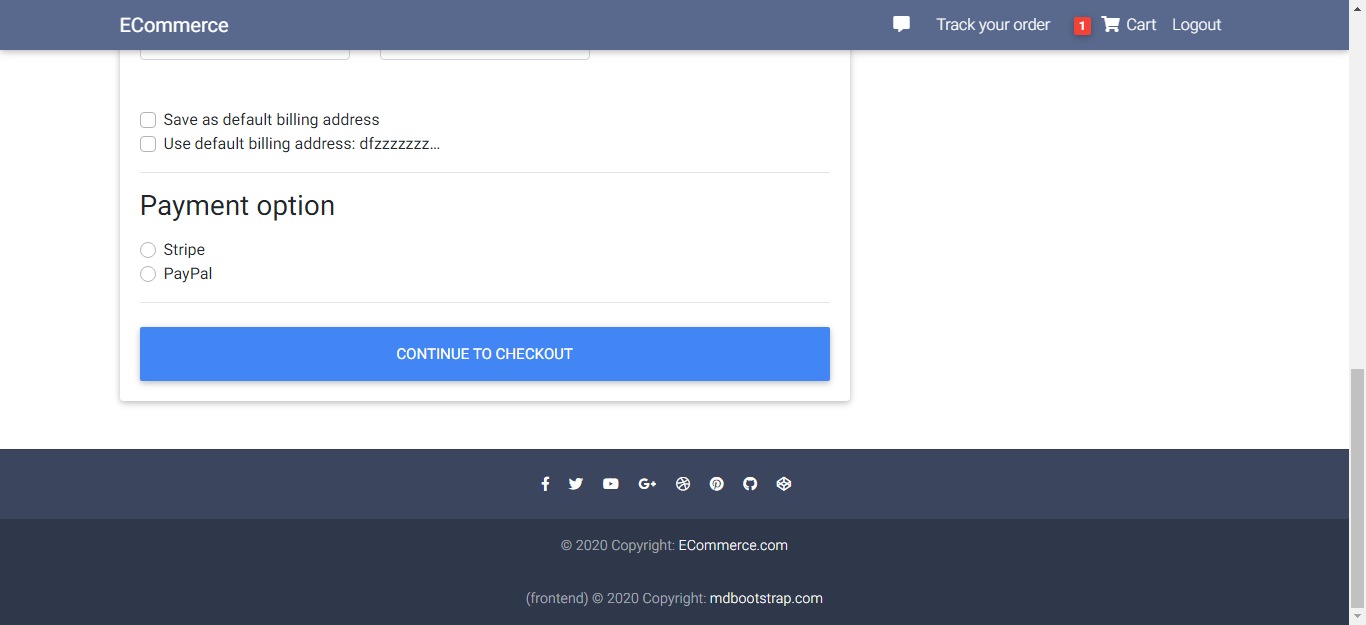 ECommerce
Track your order
1
Cart
Logout
Save as default billing address
Use default billing address: dfzzzzzzz...
Payment option
Stripe
PayPal
CONTINUE TO CHECKOUT
© 2020 Copyright: ECommerce.com
(frontend) © 2020 Copyright: mdbootstrap.com